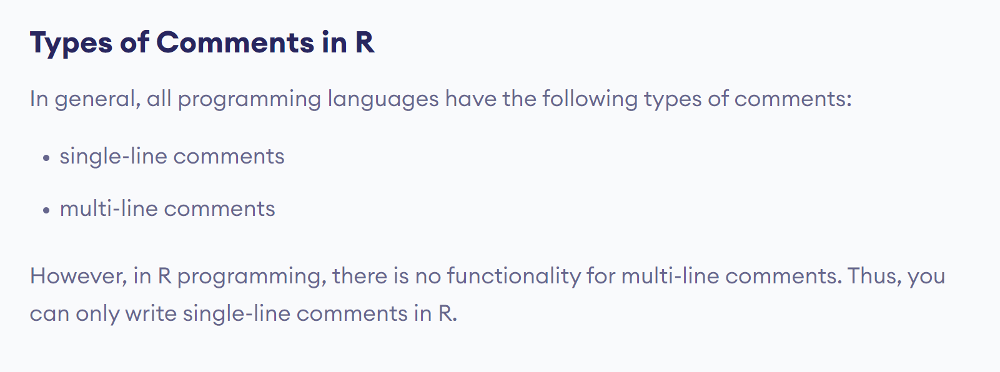 Types of Comments in R
In general, all programming languages have the following types of comments:
• single-line comments
• multi-line comments
However, in R programming, there is no functionality for multi-line comments. Thus, you
can only write single-line comments in R.